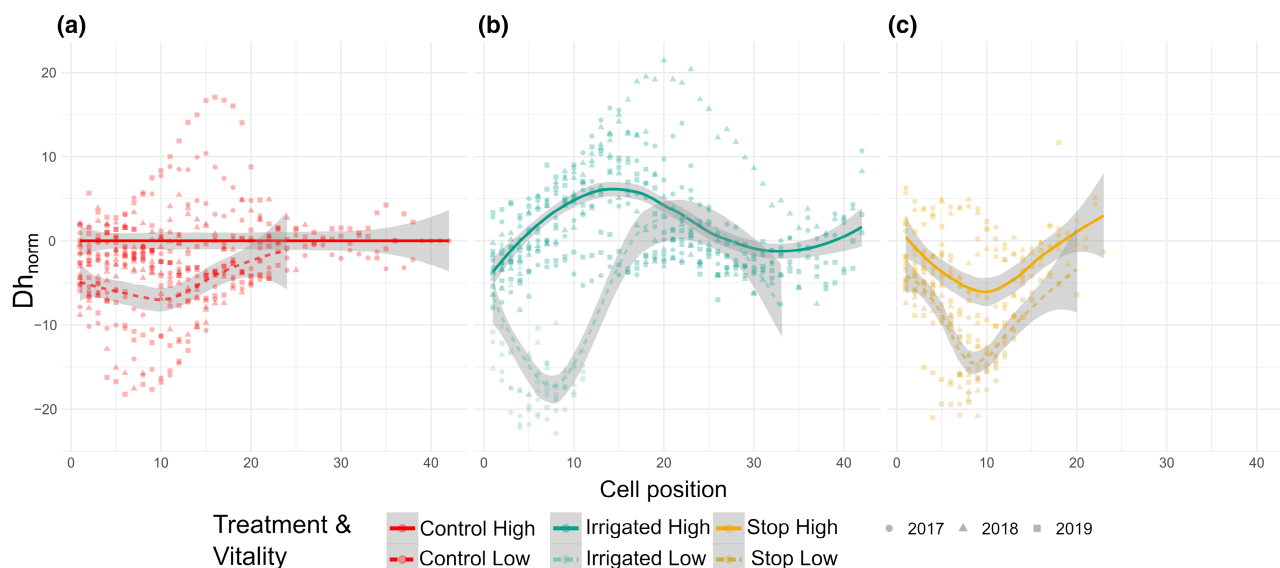 (a) (b) (c)
20
10
0
−10
−20
Dhnorm
0 10 20 30 40 0 10 20 30 40 0 10 20 30 40
Cell position
Treatment & Vitality
Control High Irrigated High Stop High 2017 2018 2019
Control Low Irrigated Low Stop Low